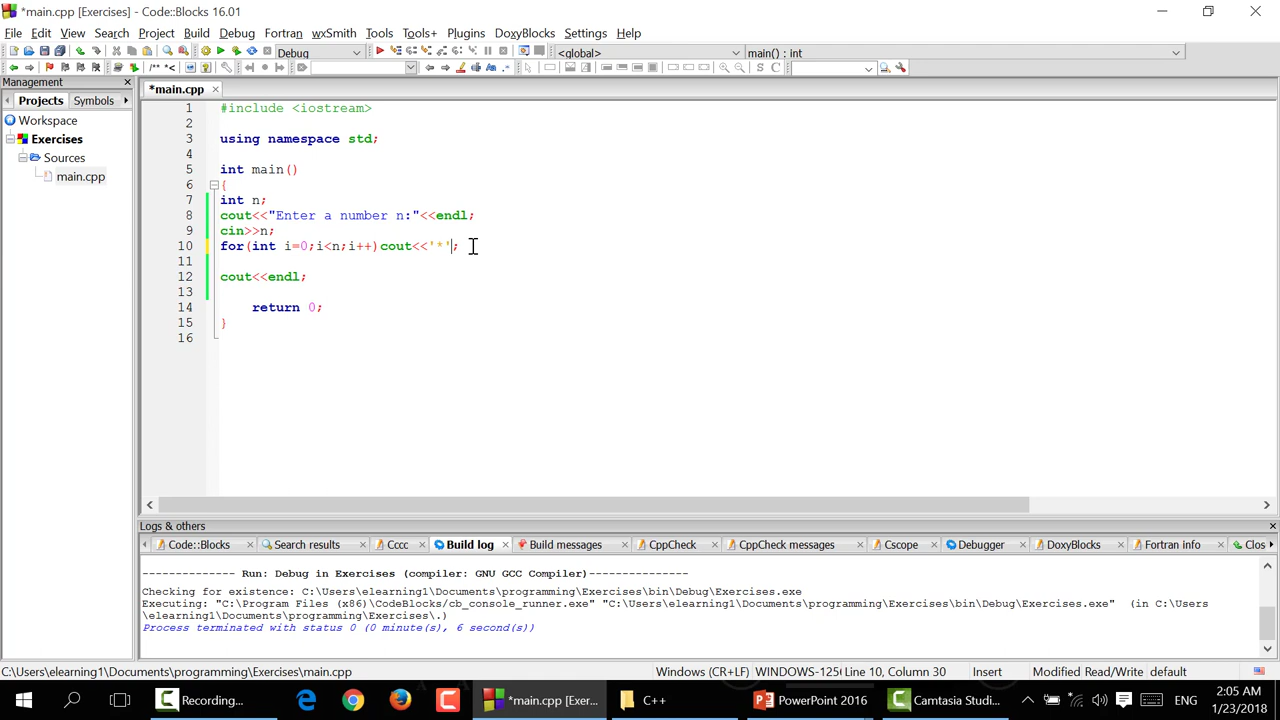 *main.cpp [Exercises] - Code::Blocks 16.01
File Edit View Search Project Build Debug Fortran wxSmith Tools Tools+ Plugins DoxyBlocks Settings Help
Debug <global> main() : int
/** *< Aa .* S C
Management
Projects Symbols
*main.cpp
Workspace
Exercises
Sources
main.cpp
1 #include <iostream>
2
3 using namespace std;
4
5 int main()
6 {
7 int n;
8 cout<<"Enter a number n:"<<endl;
9 cin>>n;
10 for(int i=0;i<n;i++)cout<<'*';
11
12 cout<<endl;
13
14 return 0;
15 }
16
Logs & others
Code::Blocks Search results Cccc Build log Build messages CppCheck CppCheck messages Cscope Debugger DoxyBlocks Fortran info Clos
-------------- Run: Debug in Exercises (compiler: GNU GCC Compiler)---------------
Checking for existence: C:\Users\elearning1\Documents\programming\Exercises\bin\Debug\Exercises.exe
Executing: "C:\Program Files (x86)\CodeBlocks/cb_console_runner.exe" "C:\Users\elearning1\Documents\programming\Exercises\bin\Debug\Exercises.exe" (in C:\Users
\elearning1\Documents\programming\Exercises\.)
Process terminated with status 0 (0 minute(s), 6 second(s))
C:\Users\elearning1\Documents\programming\Exercises\main.cpp Windows (CR+LF) WINDOWS-125( Line 10, Column 30 Insert Modified Read/Write default
Recording... *main.cpp [Exer... C++ PowerPoint 2016 Camtasia Studi... ENG
2:05 AM
1/23/2018